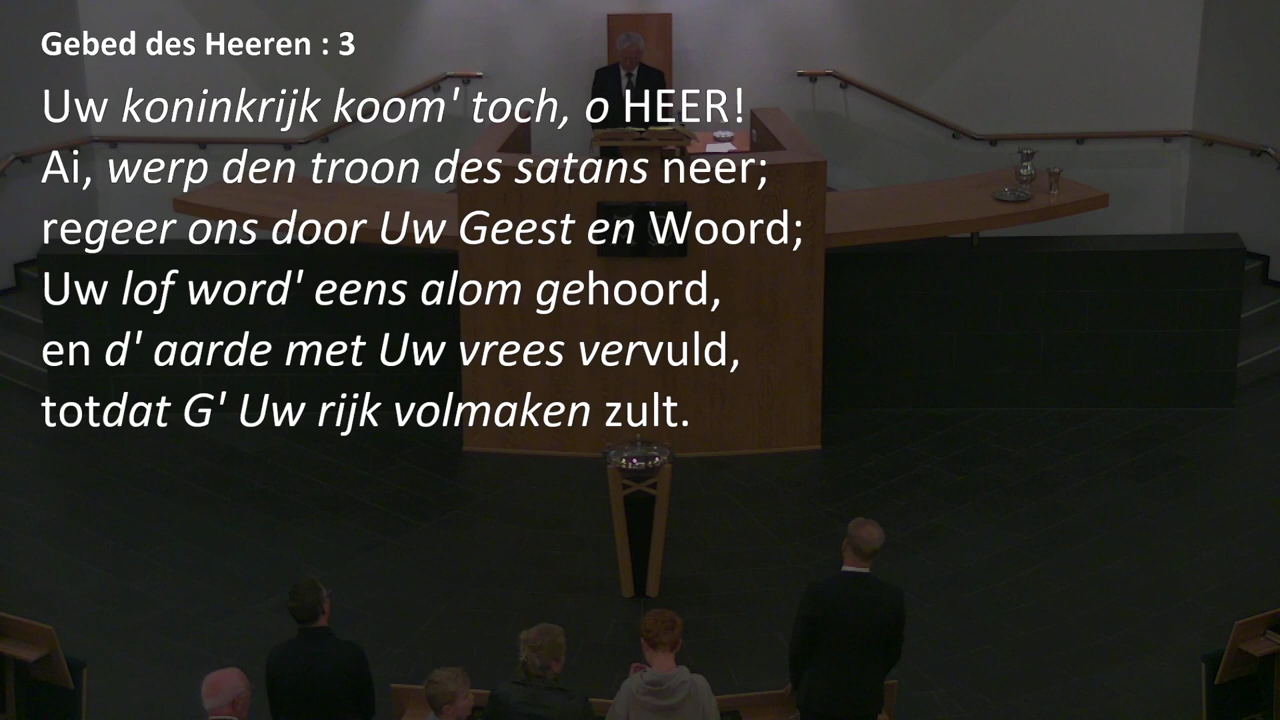 Gebed des Heeren : 3
Uw koninkrijk koom' toch, o HEER!
Ai, werp den troon des satans neer;
regeer ons door Uw Geest en Woord;
Uw lof word' eens alom gehoord,
en d' aarde met Uw vrees vervuld,
totdat G' Uw rijk volmaken zult.